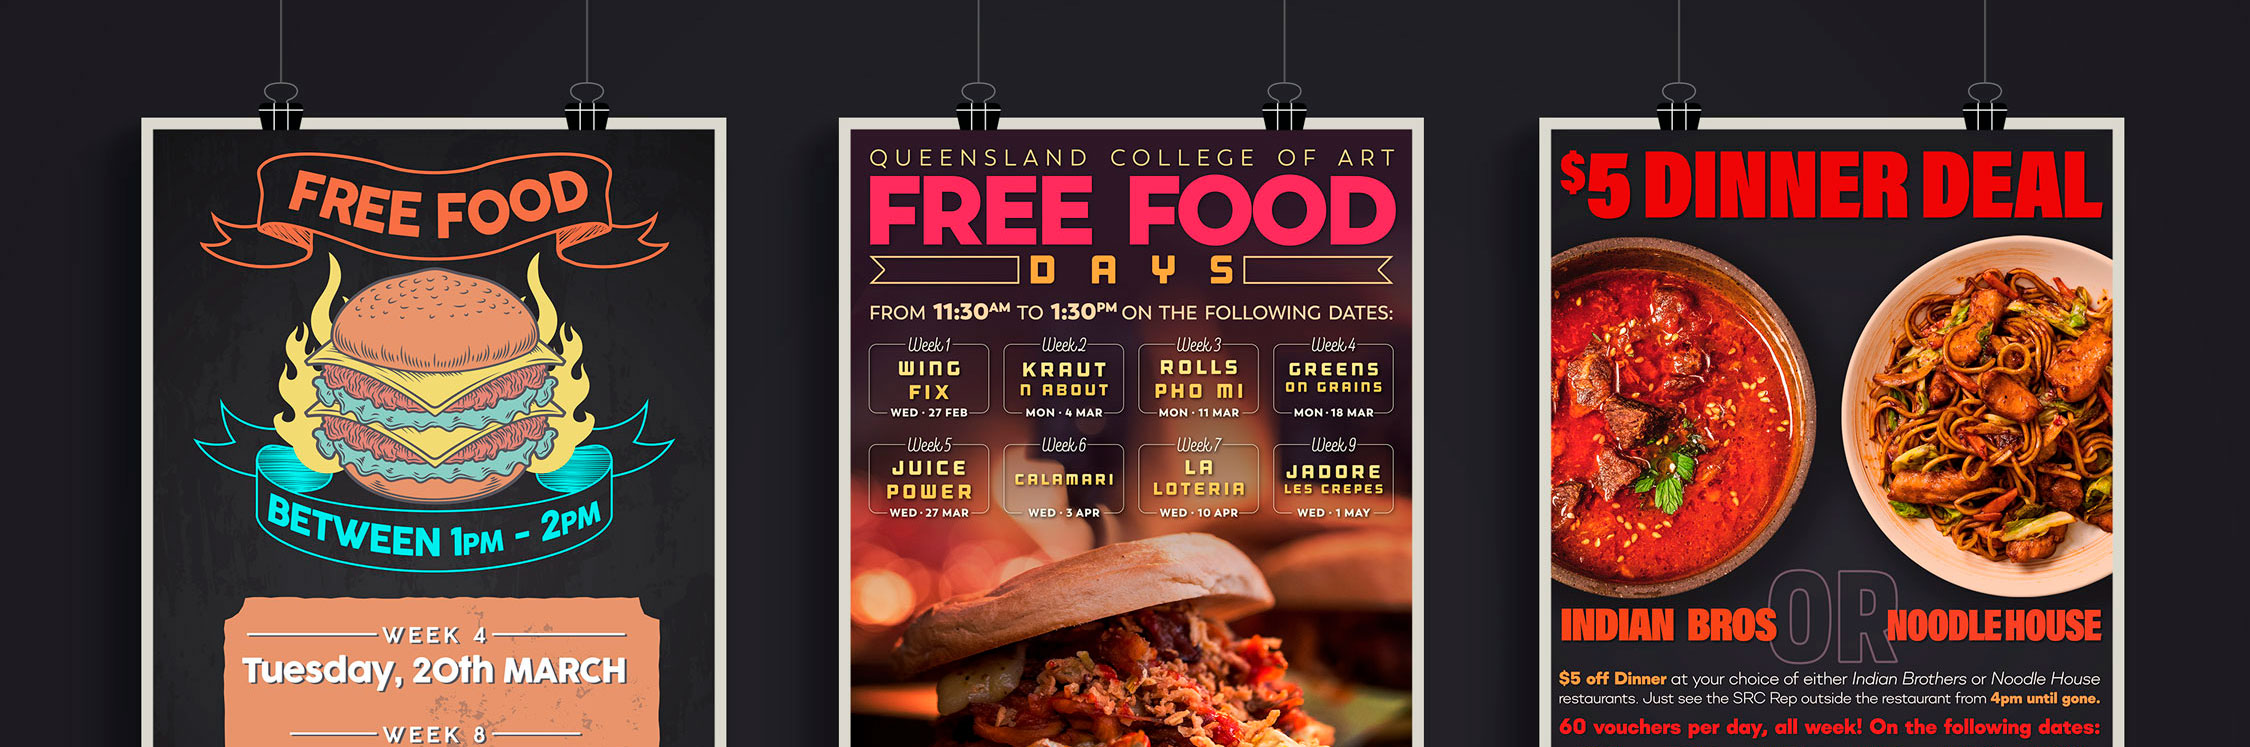 FREE FOOD
BETWEEN 1PM - 2PM
WEEK 4
Tuesday, 20th MARCH
WEEK 8
QUEENSLAND COLLEGE OF ART
FREE FOOD
DAYS
FROM 11:30AM TO 1:30PM ON THE FOLLOWING DATES:
Week 1
WING
FIX
WED · 27 FEB
Week 2
KRAUT
N ABOUT
MON · 4 MAR
Week 3
ROLLS
PHO MI
MON · 11 MAR
Week 4
GREENS
ON GRAINS
MON · 18 MAR
Week 5
JUICE
POWER
WED · 27 MAR
Week 6
CALAMARI
WED · 3 APR
Week 7
LA
LOTERIA
WED · 10 APR
Week 9
JADORE
LES CREPES
WED · 1 MAY
$5 DINNER DEAL
INDIAN BROS OR NOODLE HOUSE
$5 off Dinner at your choice of either Indian Brothers or Noodle House
restaurants. Just see the SRC Rep outside the restaurant from 4pm until gone.
60 vouchers per day, all week! On the following dates: